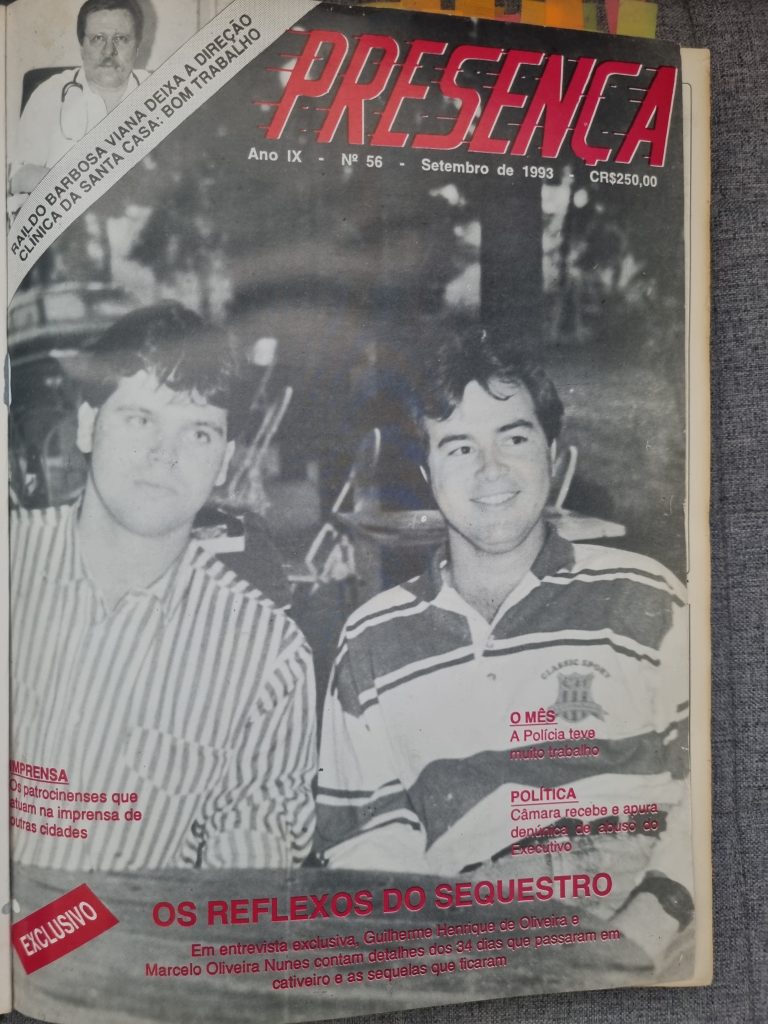 RAILDO BARBOSA VIANA DEIXA A DIREÇÃO
CLÍNICA DA SANTA CASA: BOM TRABALHO
PRESENÇA
Ano IX - Nº 56 - Setembro de 1993 - CR$250,00
CLASSIC SPORT
O MÊS
A Polícia teve
muito trabalho
IMPRENSA
Os patrocinenses que
atuam na imprensa de
outras cidades
POLÍTICA
Câmara recebe e apura
denúncia de abuso do
Executivo
EXCLUSIVO
OS REFLEXOS DO SEQUESTRO
Em entrevista exclusiva, Guilherme Henrique de Oliveira e
Marcelo Oliveira Nunes contam detalhes dos 34 dias que passaram em
cativeiro e as sequelas que ficaram